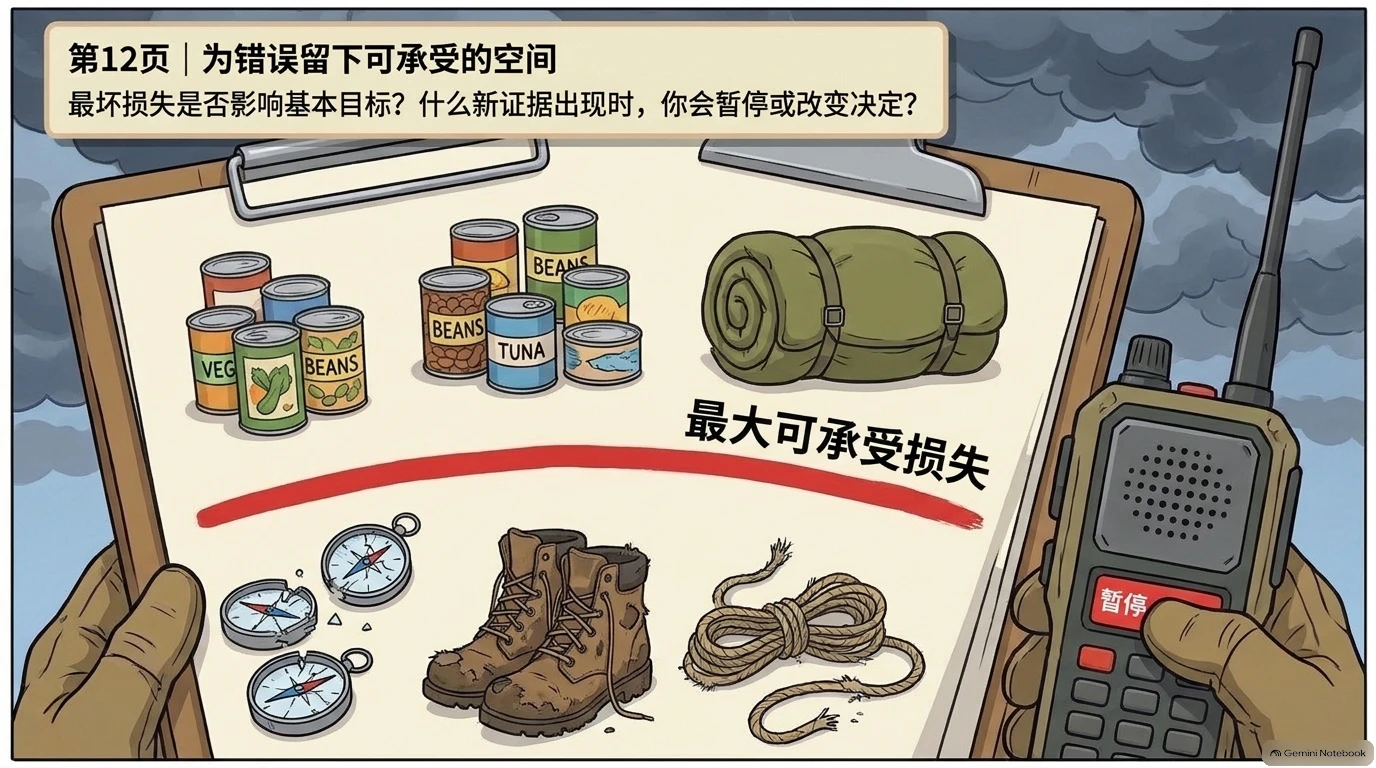 第12页｜为错误留下可承受的空间
最坏损失是否影响基本目标？什么新证据出现时，你会暂停或改变决定？
BEANS
VEG
BEANS
BEANS
TUNA
最大可承受损失
暂停
Gemini Notebook